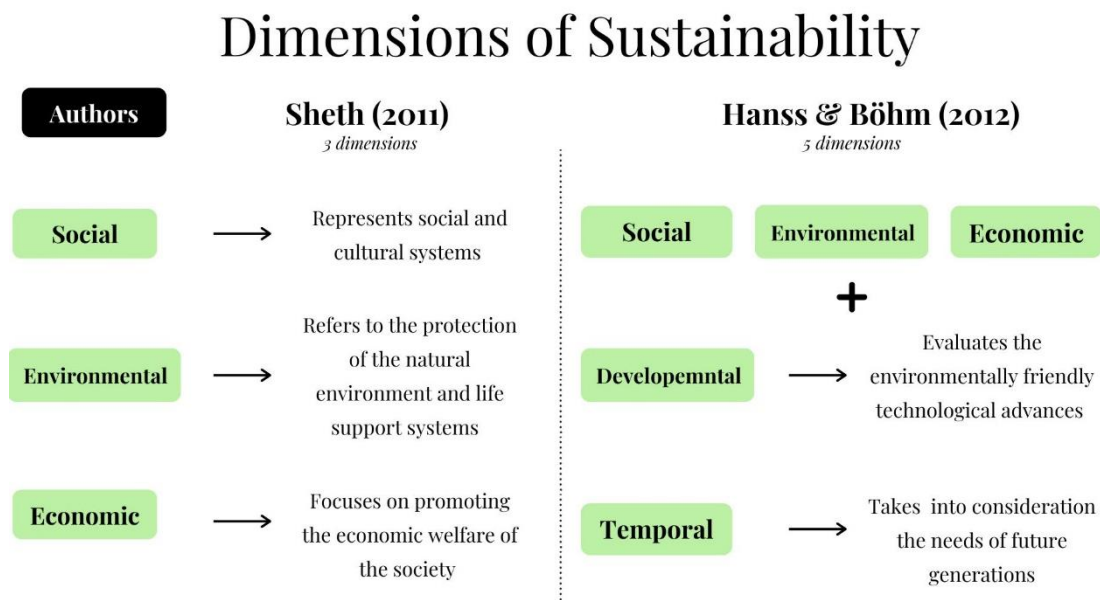 Dimensions of Sustainability
Authors
Sheth (2011)
3 dimensions
Social
Represents social and
cultural systems
Environmental
Refers to the protection
of the natural
environment and life
support systems
Economic
Focuses on promoting
the economic welfare of
the society
Hanss & Böhm (2012)
5 dimensions
Social
Environmental
Economic
+
Developemntal
Evaluates the
environmentally friendly
technological advances
Temporal
Takes into consideration
the needs of future
generations